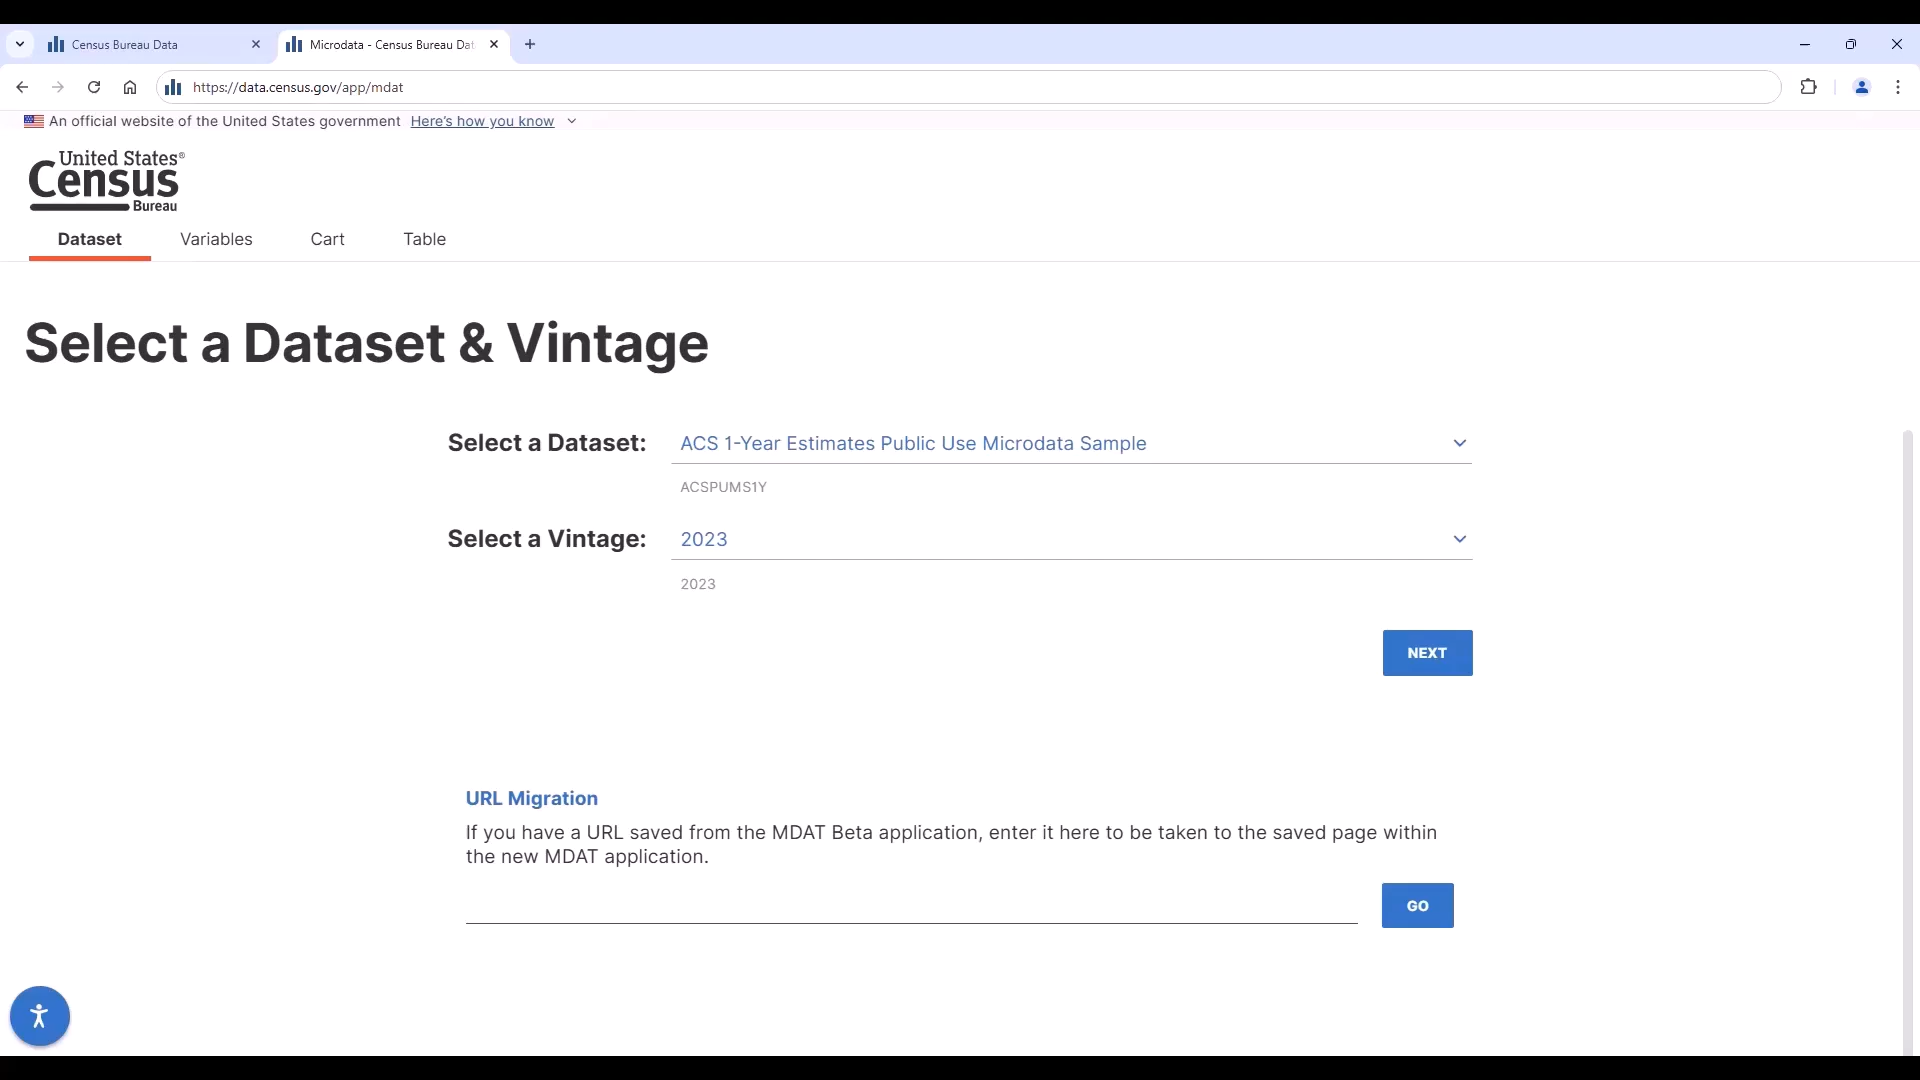 Census Bureau Data
Microdata - Census Bureau Dat
https://data.census.gov/app/mdat
An official website of the United States government Here's how you know
United States®
Census
Bureau
Dataset Variables Cart Table
Select a Dataset & Vintage
Select a Dataset: ACS 1-Year Estimates Public Use Microdata Sample
ACSPUMS1Y
Select a Vintage: 2023
2023
NEXT
URL Migration
If you have a URL saved from the MDAT Beta application, enter it here to be taken to the saved page within
the new MDAT application.
GO